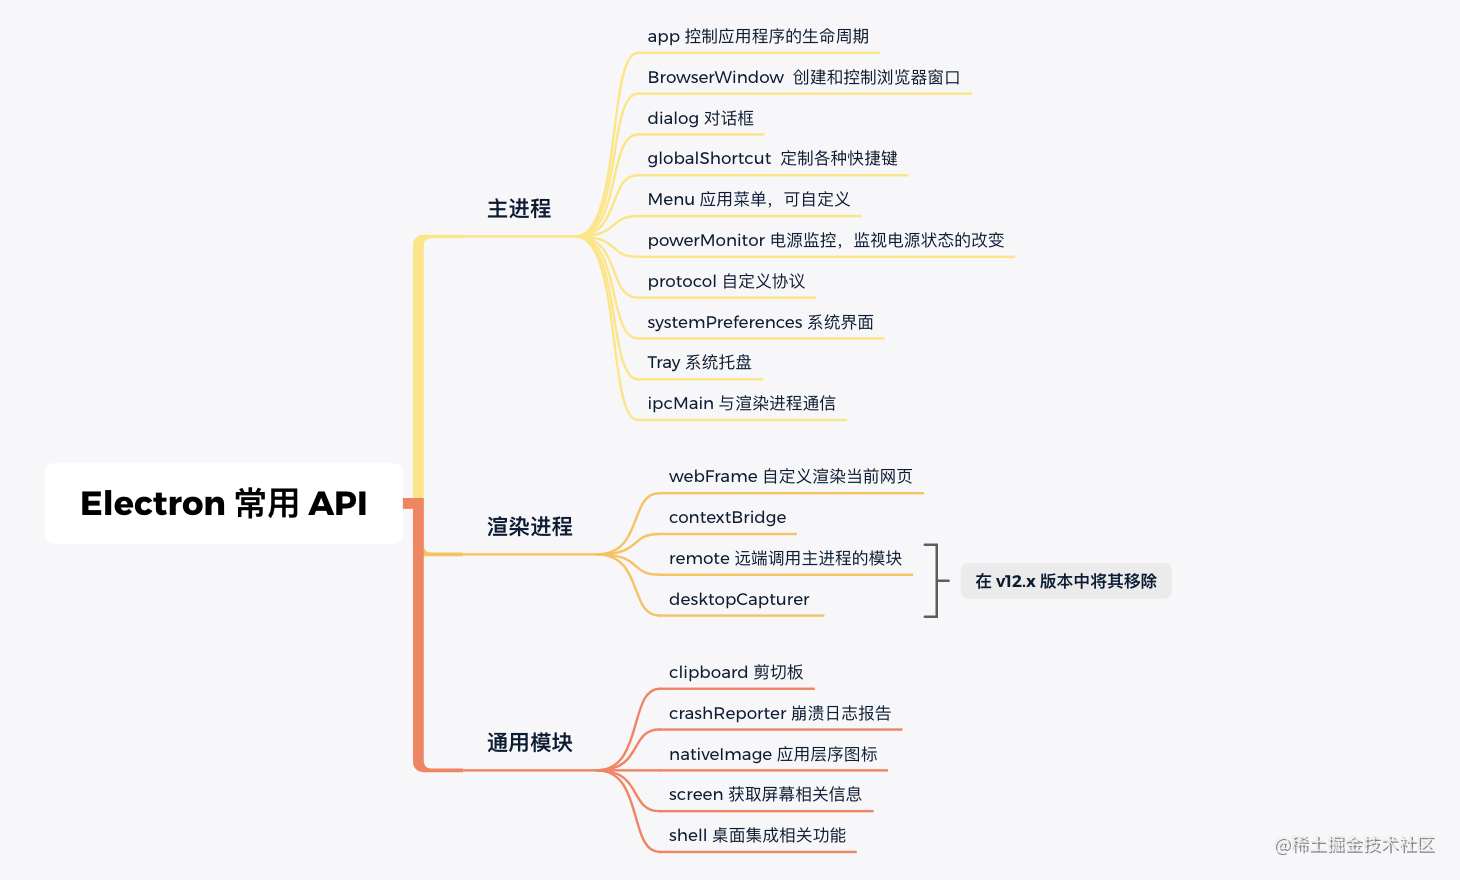 Electron 常用 API
主进程
app 控制应用程序的生命周期
BrowserWindow 创建和控制浏览器窗口
dialog 对话框
globalShortcut 定制各种快捷键
Menu 应用菜单，可自定义
powerMonitor 电源监控，监视电源状态的改变
protocol 自定义协议
systemPreferences 系统界面
Tray 系统托盘
ipcMain 与渲染进程通信
渲染进程
webFrame 自定义渲染当前网页
contextBridge
remote 远端调用主进程的模块
desktopCapturer
在 v12.x 版本中将其移除
通用模块
clipboard 剪切板
crashReporter 崩溃日志报告
nativeImage 应用层序图标
screen 获取屏幕相关信息
shell 桌面集成相关功能
@稀土掘金技术社区